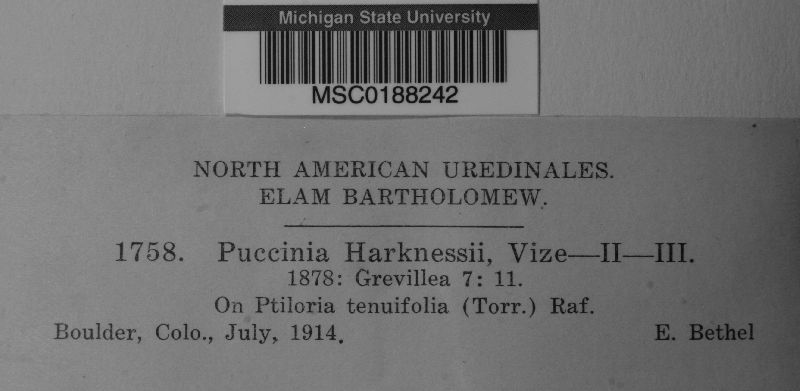 Michigan State University
MSC0188242
NORTH AMERICAN UREDINALES.
ELAM BARTHOLOMEW.
1758. Puccinia Harknessii, Vize—II—III.
1878: Grevillea 7: 11.
On Ptiloria tenuifolia (Torr.) Raf.
Boulder, Colo., July, 1914. E. Bethel